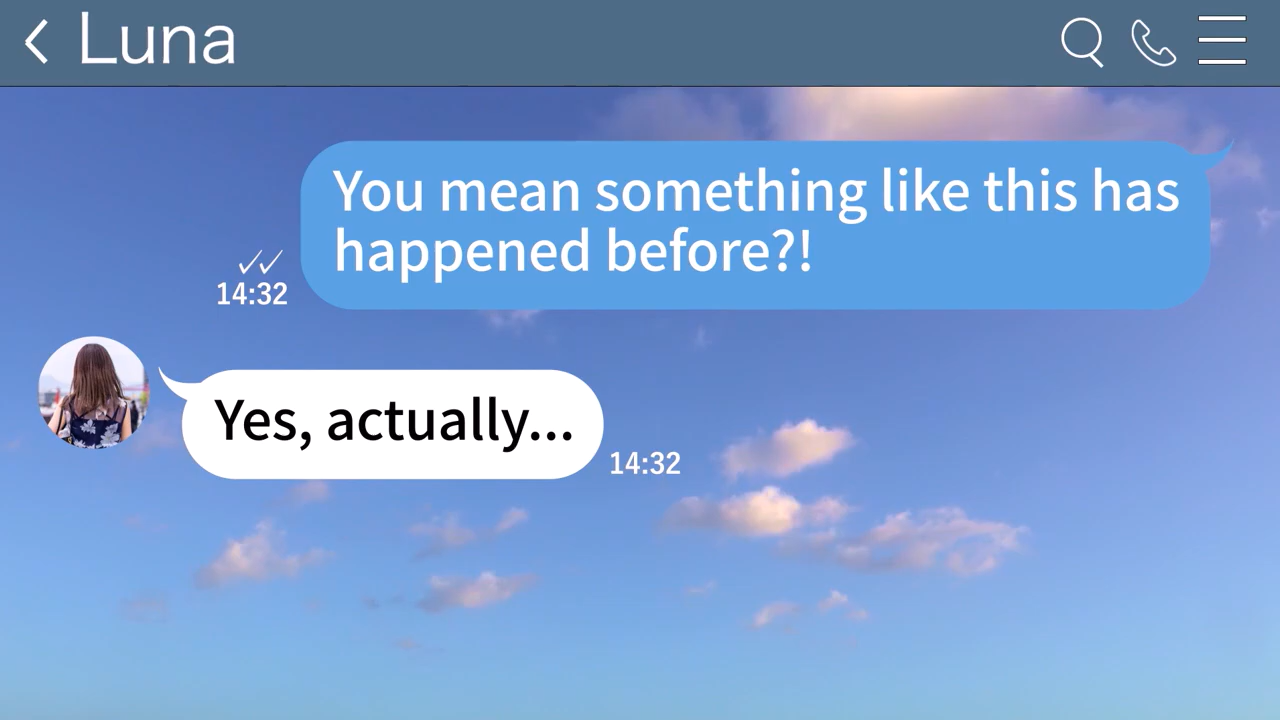 Luna
You mean something like this has
happened before?!
14:32
Yes, actually...
14:32